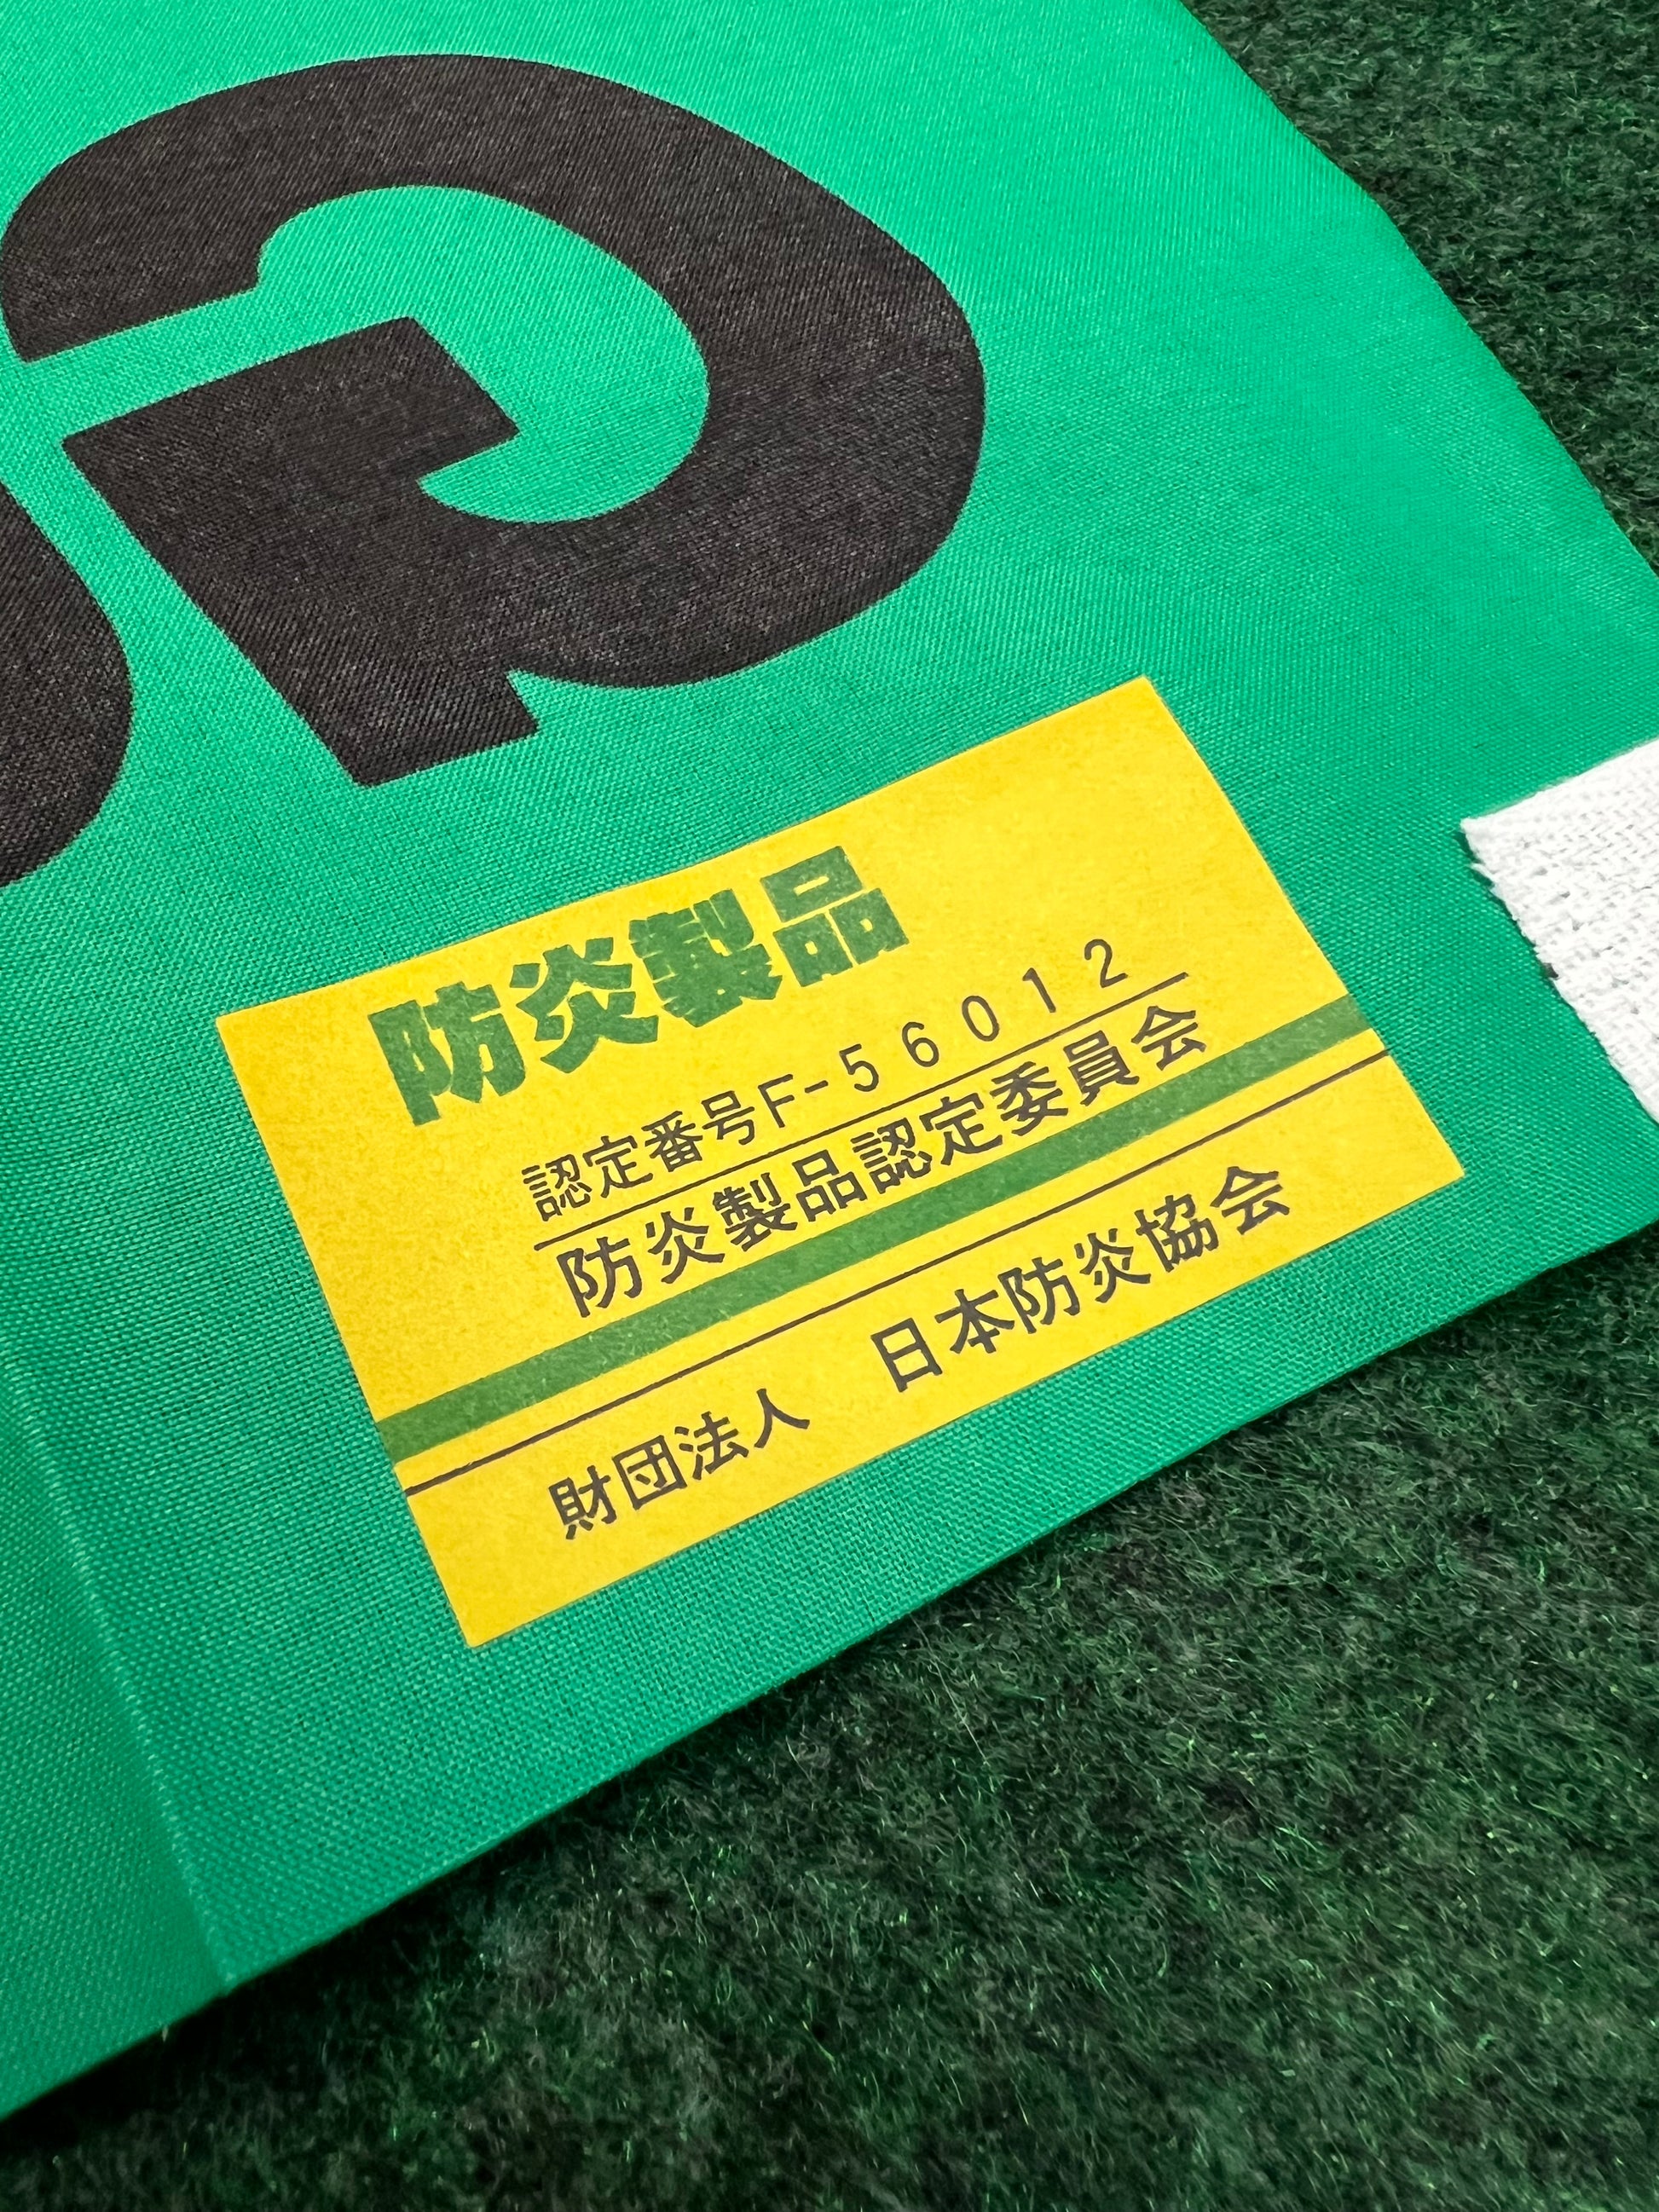 防炎製品
認定番号F-56012
防炎製品認定委員会
財団法人 日本防炎協会